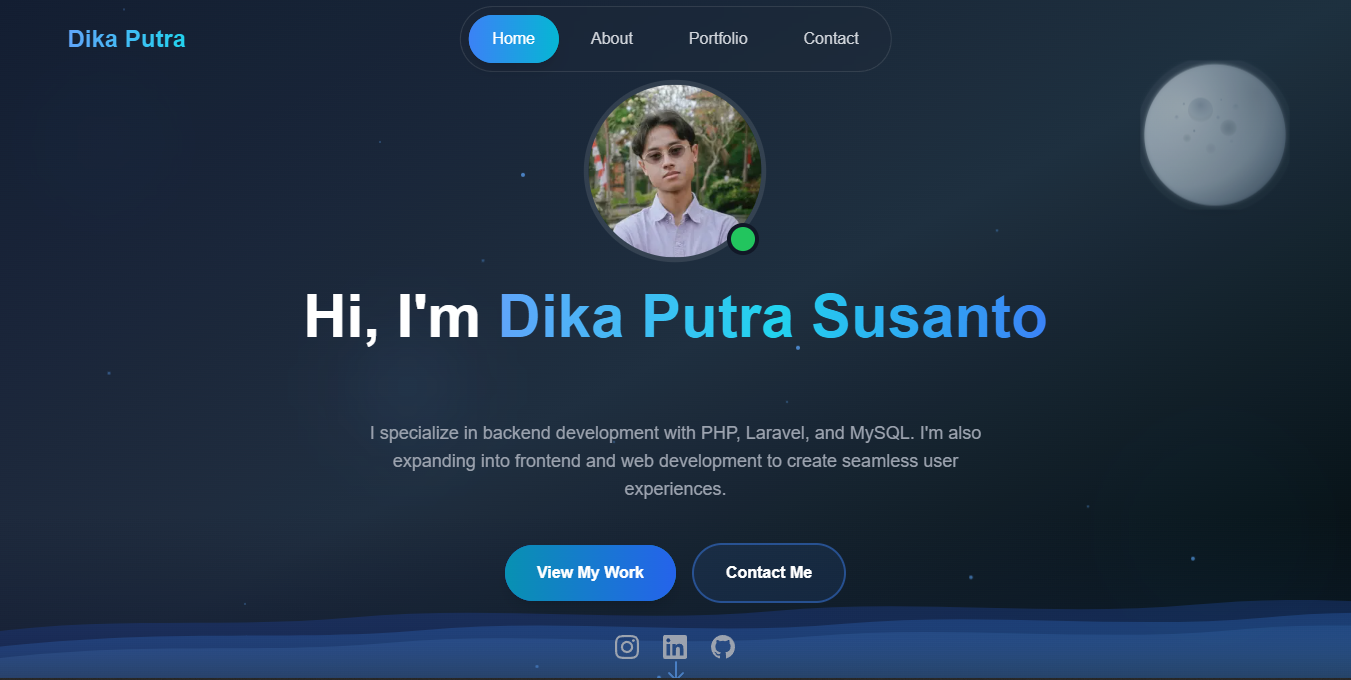 Dika Putra
Home
About
Portfolio
Contact
Hi, I'm Dika Putra Susanto
I specialize in backend development with PHP, Laravel, and MySQL. I'm also
expanding into frontend and web development to create seamless user
experiences.
View My Work
Contact Me